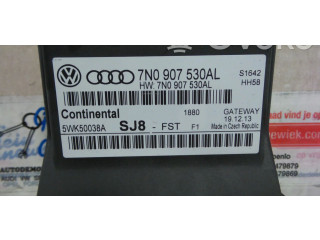 7N0 907 530AL
HW: 7N0 907 530AL
S1642
HH58
Continental
1880
GATEWAY
19.12.13
5WK50038A
SJ8 - FST
F1
Made in Czech Republic